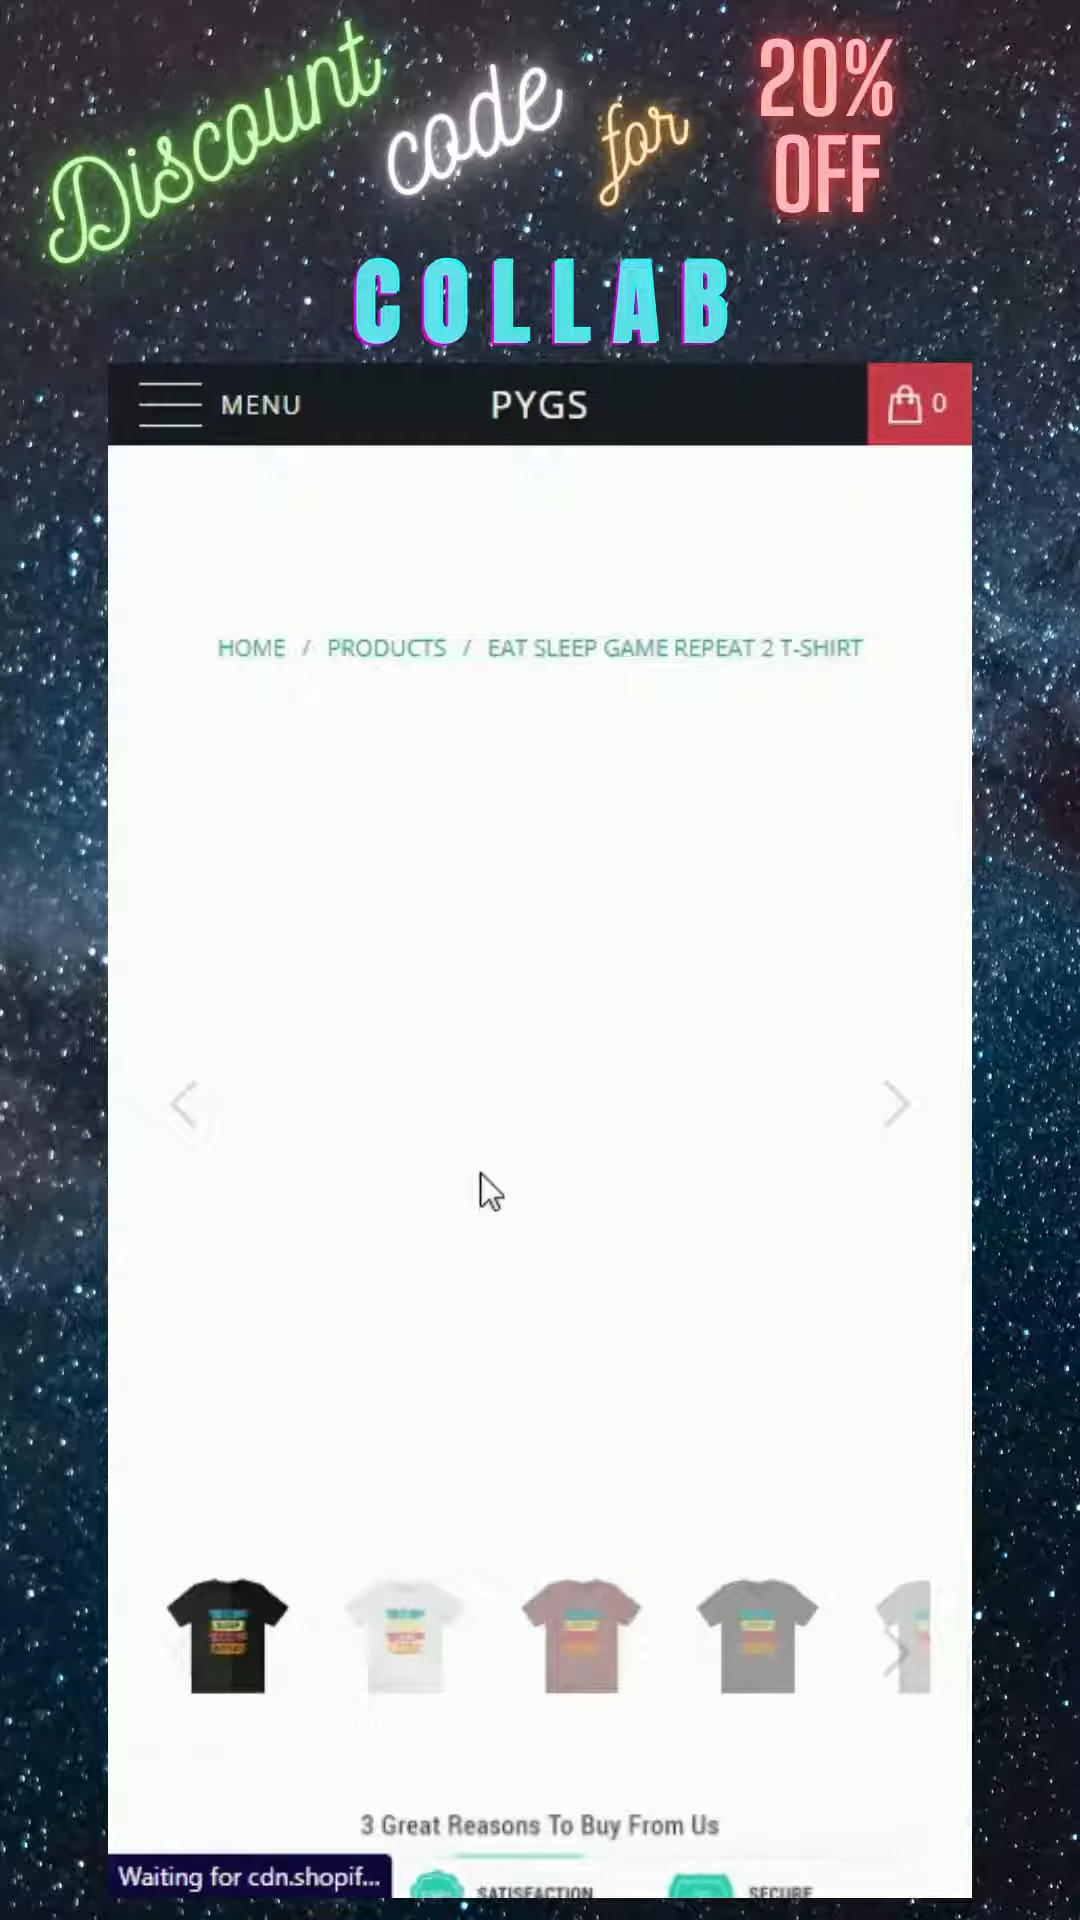 Discount code for 20% OFF
COLLAB
MENU PYGS 0
HOME / PRODUCTS / EAT SLEEP GAME REPEAT 2 T-SHIRT
3 Great Reasons To Buy From Us
Waiting for cdn.shopif...
SATISFACTION SECURE